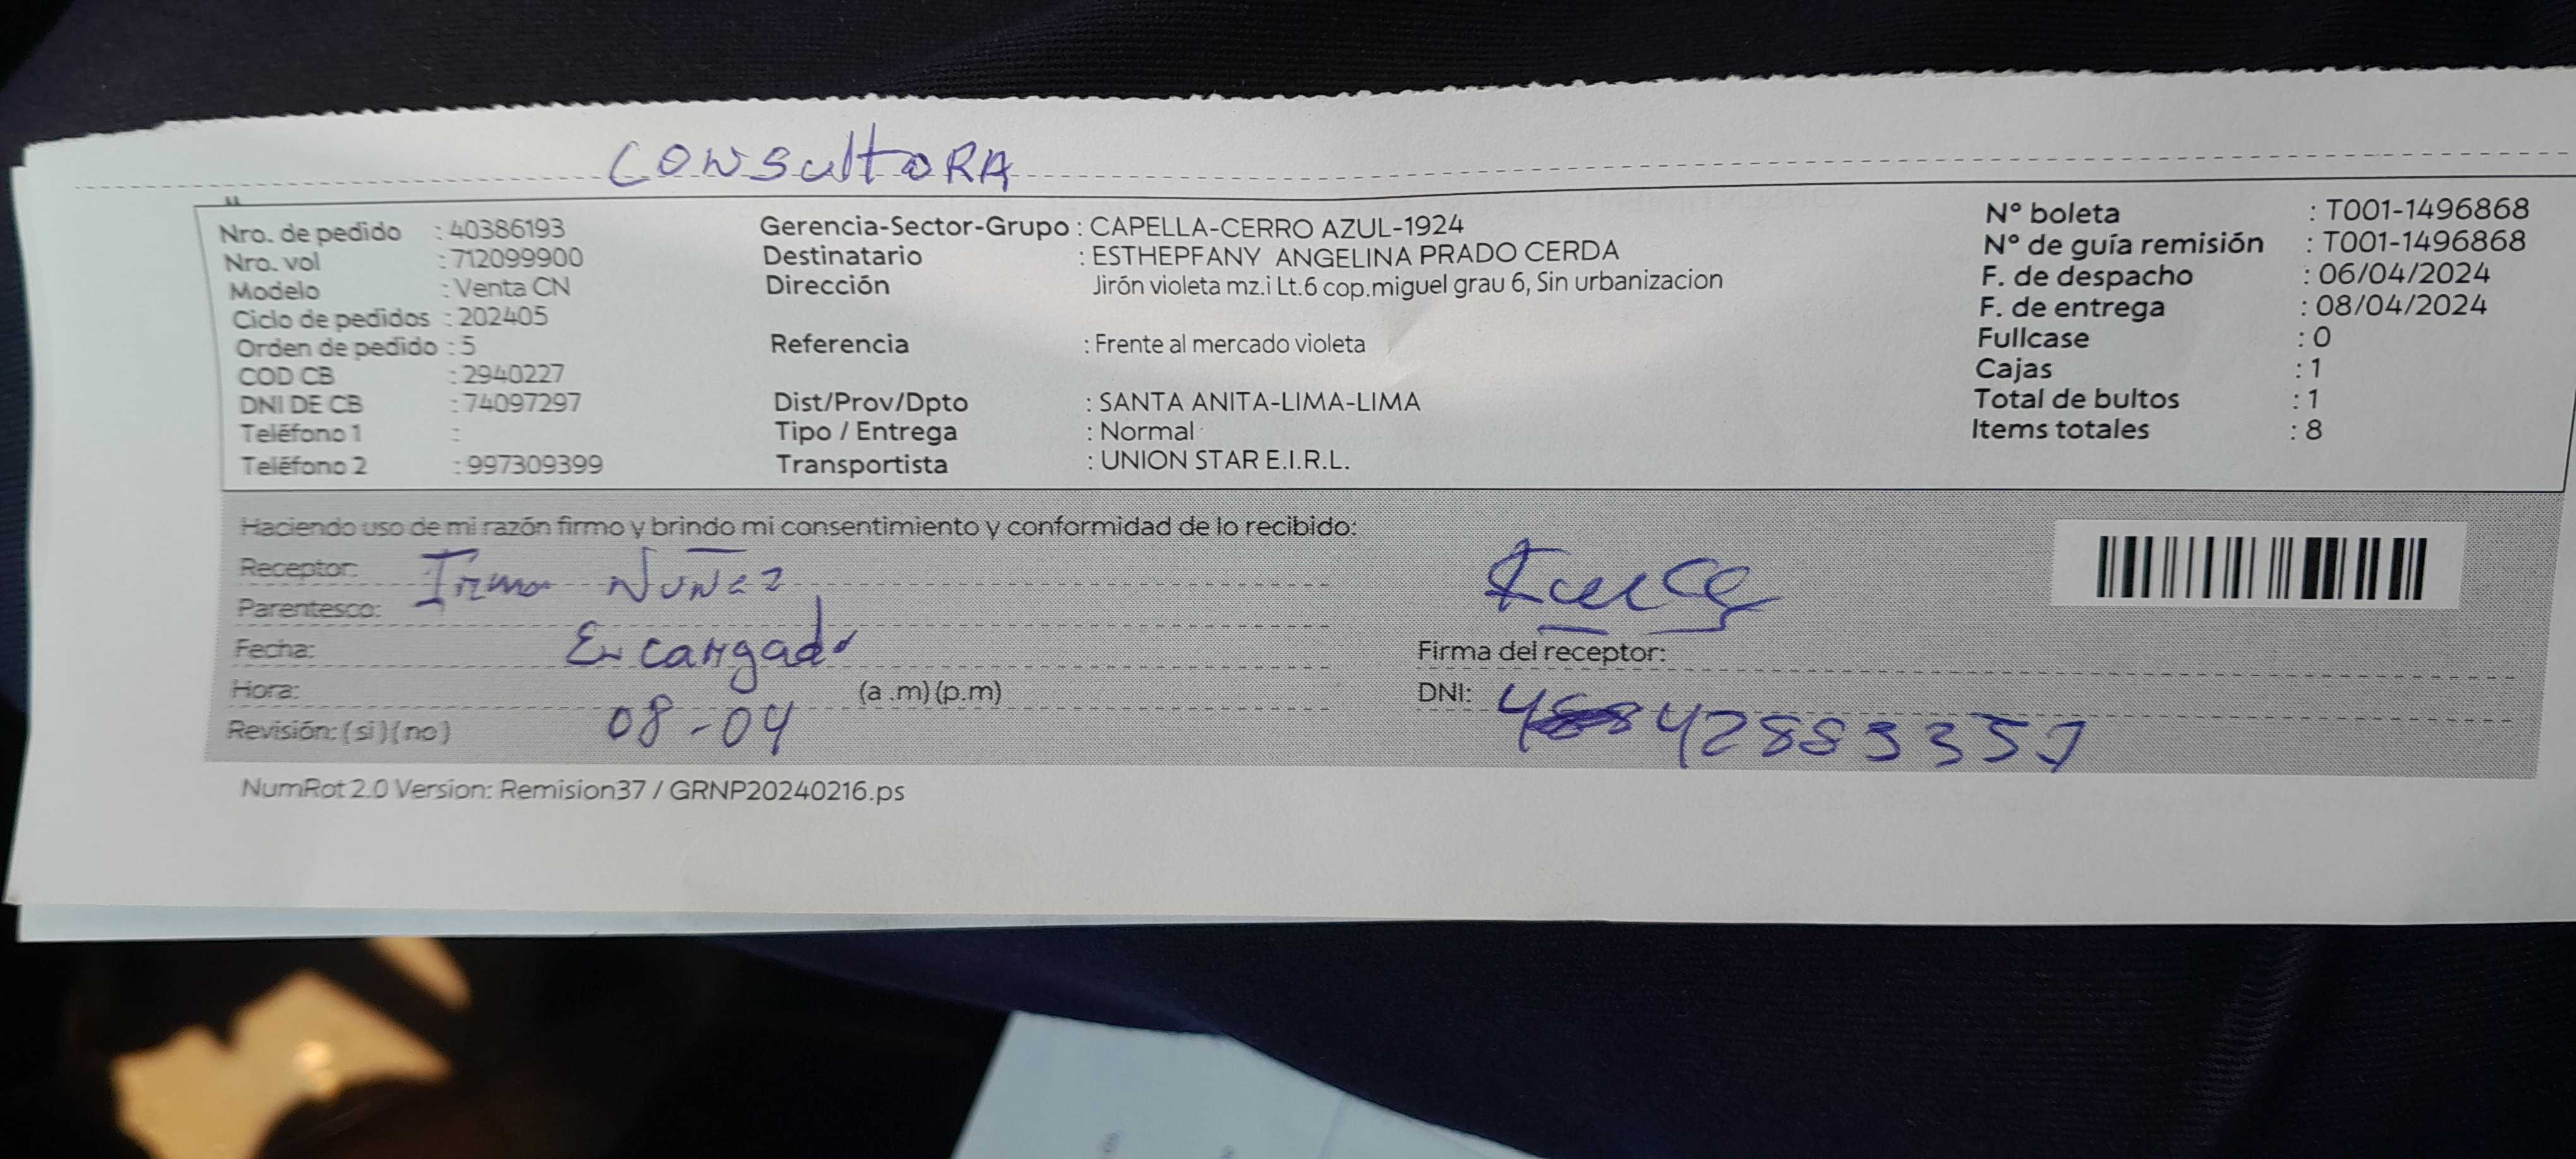 CONSultORA
Nro. de pedido : 40386193
Nro. vol : 712099900
Modelo : Venta CN
Ciclo de pedidos : 202405
Orden de pedido : 5
COD CB : 2940227
DNI DE CB : 74097297
Teléfono 1 :
Teléfono 2 : 997309399
Gerencia-Sector-Grupo : CAPELLA-CERRO AZUL-1924
Destinatario : ESTHEPFANY ANGELINA PRADO CERDA
Dirección Jirón violeta mz.i Lt.6 cop.miguel grau 6, Sin urbanizacion
Referencia : Frente al mercado violeta
Dist/Prov/Dpto : SANTA ANITA-LIMA-LIMA
Tipo / Entrega : Normal
Transportista : UNION STAR E.I.R.L.
N° boleta : T001-1496868
N° de guía remisión : T001-1496868
F. de despacho : 06/04/2024
F. de entrega : 08/04/2024
Fullcase : 0
Cajas : 1
Total de bultos : 1
Items totales : 8
Haciendo uso de mi razón firmo y brindo mi consentimiento y conformidad de lo recibido:
Receptor: Irma Nuñez
Parentesco:
Fecha: Encargado
Hora: (a .m) (p.m)
Revisión: ( si ) ( no ) 08-04
Firma del receptor:
DNI:
NumRot 2.0 Version: Remision37 / GRNP20240216.ps